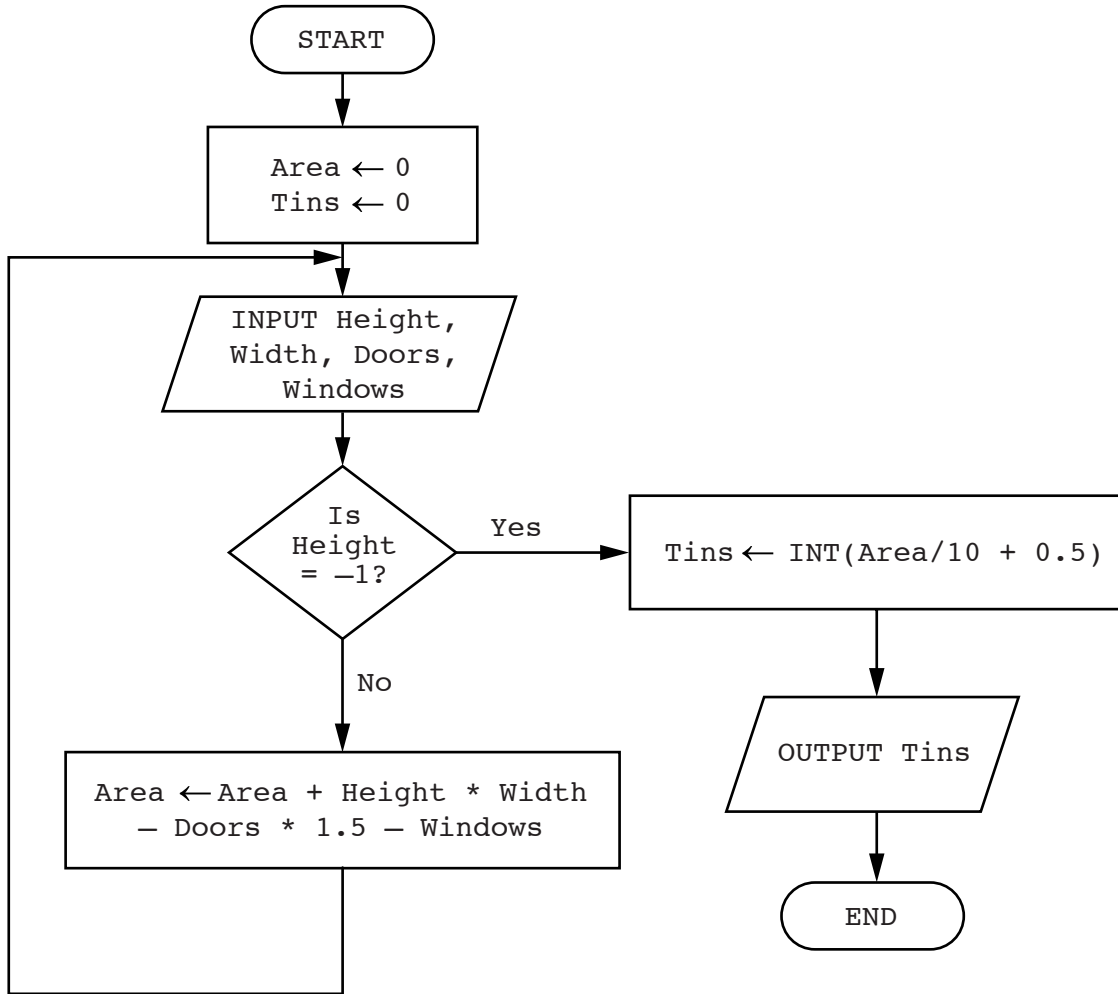 START
Area ← 0
Tins ← 0
INPUT Height,
Width, Doors,
Windows
Is
Height
= –1?
Yes
Tins ← INT(Area/10 + 0.5)
No
OUTPUT Tins
Area ← Area + Height * Width
– Doors * 1.5 – Windows
END